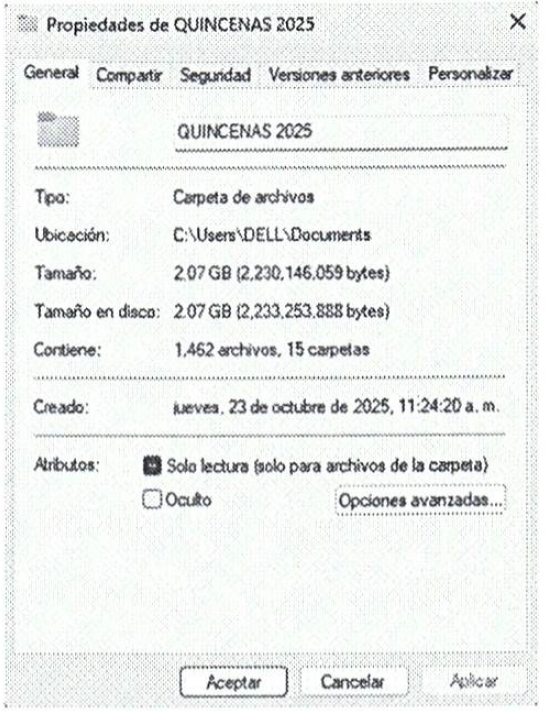 Propiedades de QUINCENAS 2025
General Compartir Seguridad Versiones anteriores Personalizar
QUINCENAS 2025
Tipo: Carpeta de archivos
Ubicación: C:\Users\DELL\Documents
Tamaño: 2.07 GB (2,230,146,059 bytes)
Tamaño en disco: 2.07 GB (2,233,253,888 bytes)
Contiene: 1,462 archivos, 15 carpetas
Creado: jueves, 23 de octubre de 2025, 11:24:20 a. m.
Atributos: Solo lectura (solo para archivos de la carpeta)
Oculto Opciones avanzadas...
Aceptar Cancelar Aplicar